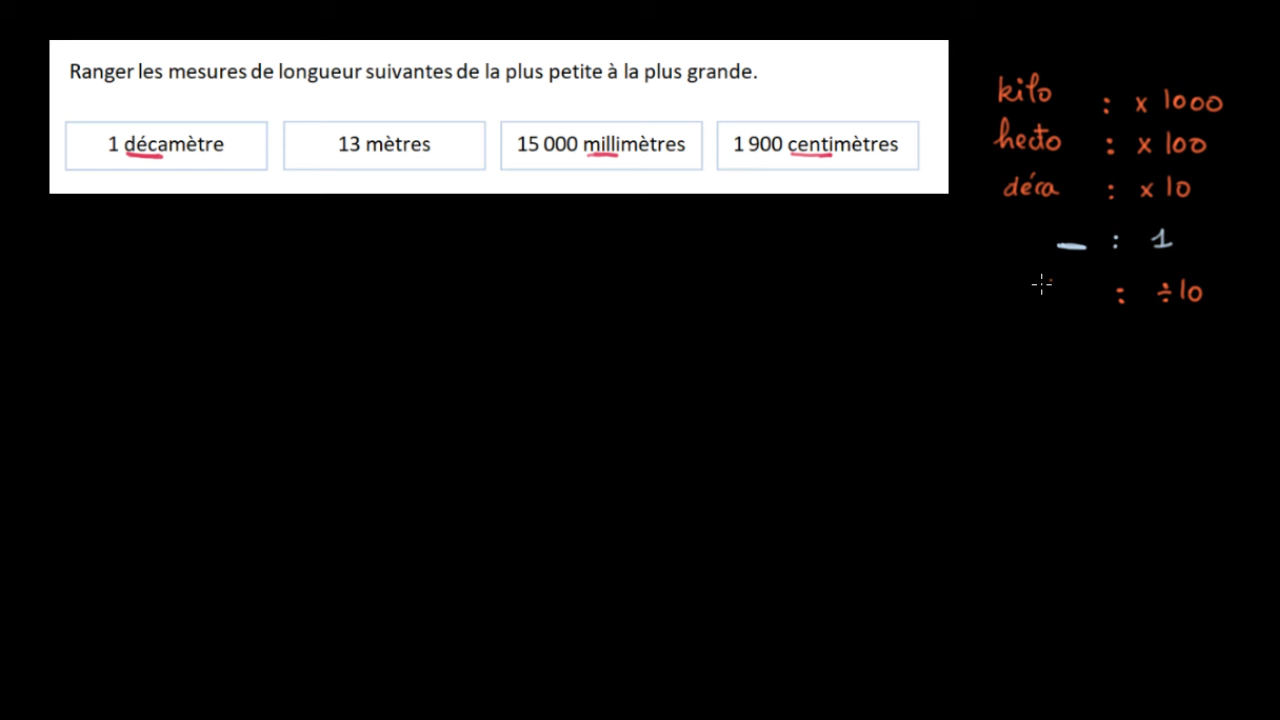 Ranger les mesures de longueur suivantes de la plus petite à la plus grande.
1 décamètre 13 mètres 15 000 millimètres 1 900 centimètres
kilo : x 1000
hecto : x 100
déca : x 10
— : 1
: ÷10